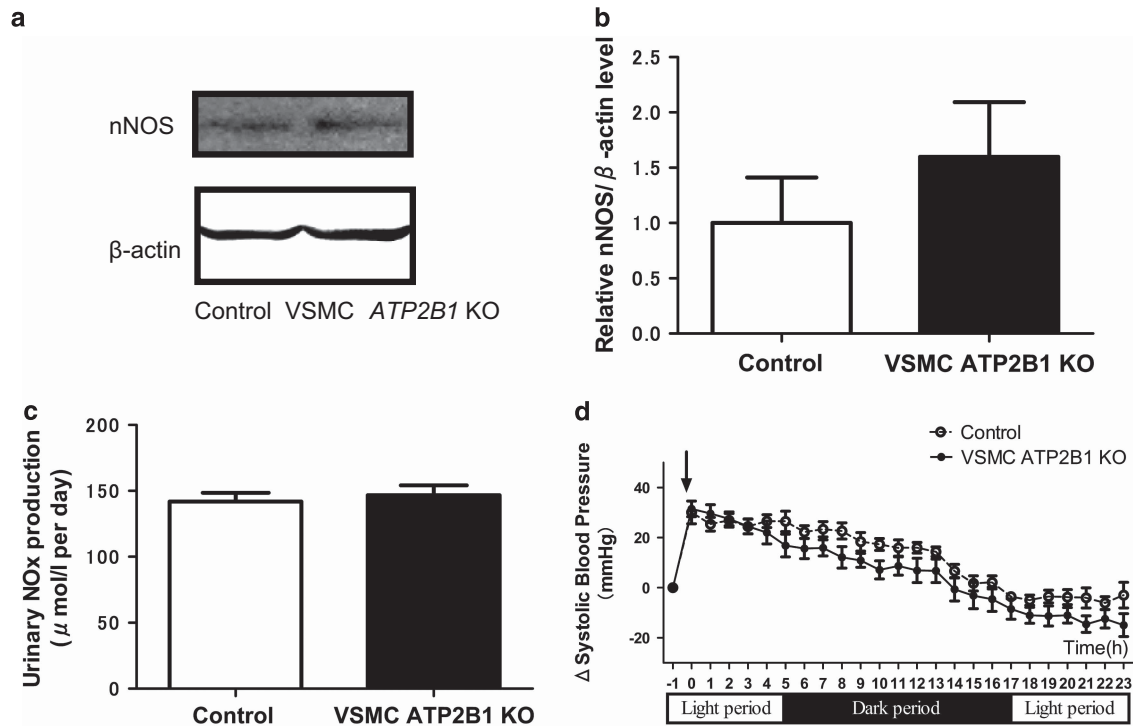 a
nNOS
β-actin
Control VSMC ATP2B1 KO
b
Relative nNOS/β-actin level
2.5
2.0
1.5
1.0
0.5
0.0
Control VSMC ATP2B1 KO
c
Urinary NOx production
(μ mol/l per day)
200
150
100
50
0
Control VSMC ATP2B1 KO
d
Control
VSMC ATP2B1 KO
Δ Systolic Blood Pressure
(mmHg)
40
20
0
-20
Time(h)
-1 0 1 2 3 4 5 6 7 8 9 10 11 12 13 14 15 16 17 18 19 20 21 22 23
Light period Dark period Light period